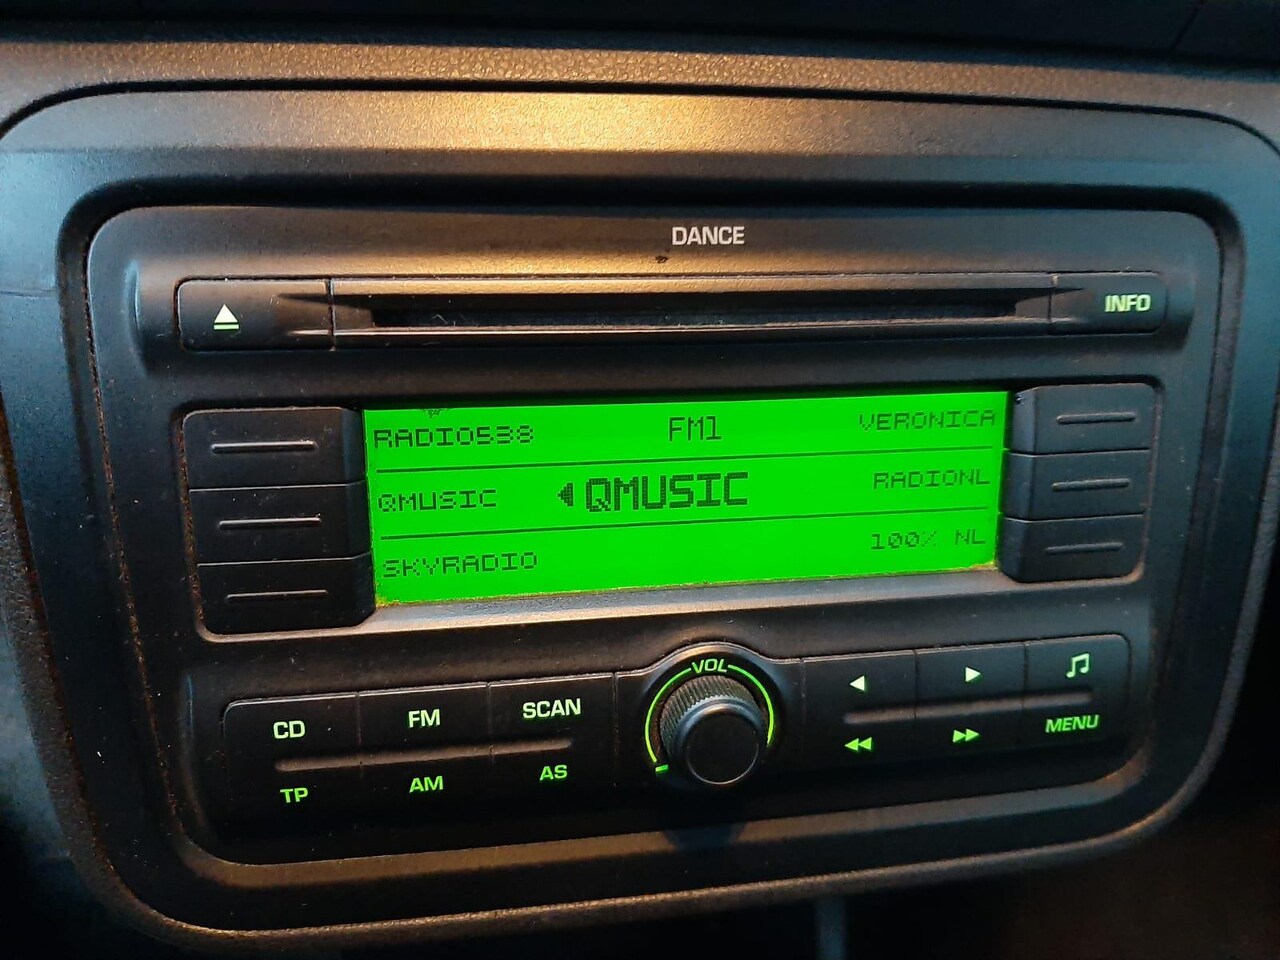 DANCE
INFO
RADIO538 FM1 VERONICA
QMUSIC QMUSIC RADIONL
SKYRADIO 100% NL
VOL
CD FM SCAN
TP AM AS MENU